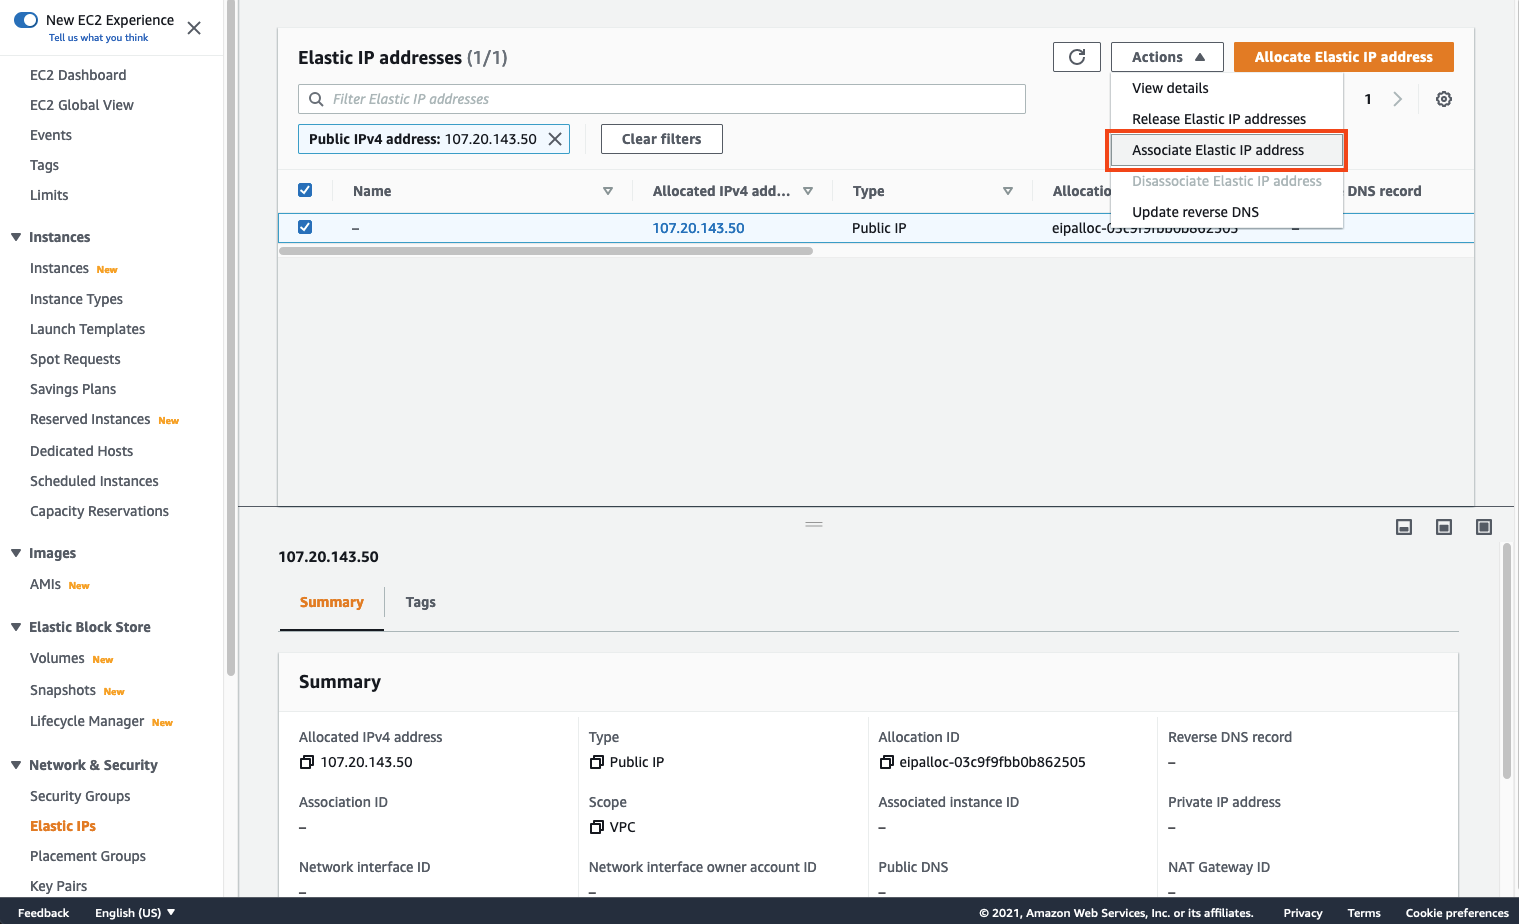 New EC2 Experience
Tell us what you think
EC2 Dashboard
EC2 Global View
Events
Tags
Limits
Instances
Instances New
Instance Types
Launch Templates
Spot Requests
Savings Plans
Reserved Instances New
Dedicated Hosts
Scheduled Instances
Capacity Reservations
Images
AMIs New
Elastic Block Store
Volumes New
Snapshots New
Lifecycle Manager New
Network & Security
Security Groups
Elastic IPs
Placement Groups
Key Pairs
Elastic IP addresses (1/1)
Actions
Allocate Elastic IP address
Filter Elastic IP addresses
1
Public IPv4 address: 107.20.143.50
Clear filters
View details
Release Elastic IP addresses
Associate Elastic IP address
Disassociate Elastic IP address
Update reverse DNS
Name Allocated IPv4 add... Type Allocatio DNS record
– 107.20.143.50 Public IP eipalloc-03c9f9fbb0b862505 –
107.20.143.50
Summary Tags
Summary
Allocated IPv4 address Type Allocation ID Reverse DNS record
107.20.143.50 Public IP eipalloc-03c9f9fbb0b862505 –
Association ID Scope Associated instance ID Private IP address
– VPC – –
Network interface ID Network interface owner account ID Public DNS NAT Gateway ID
– – – –
Feedback English (US) © 2021, Amazon Web Services, Inc. or its affiliates. Privacy Terms Cookie preferences